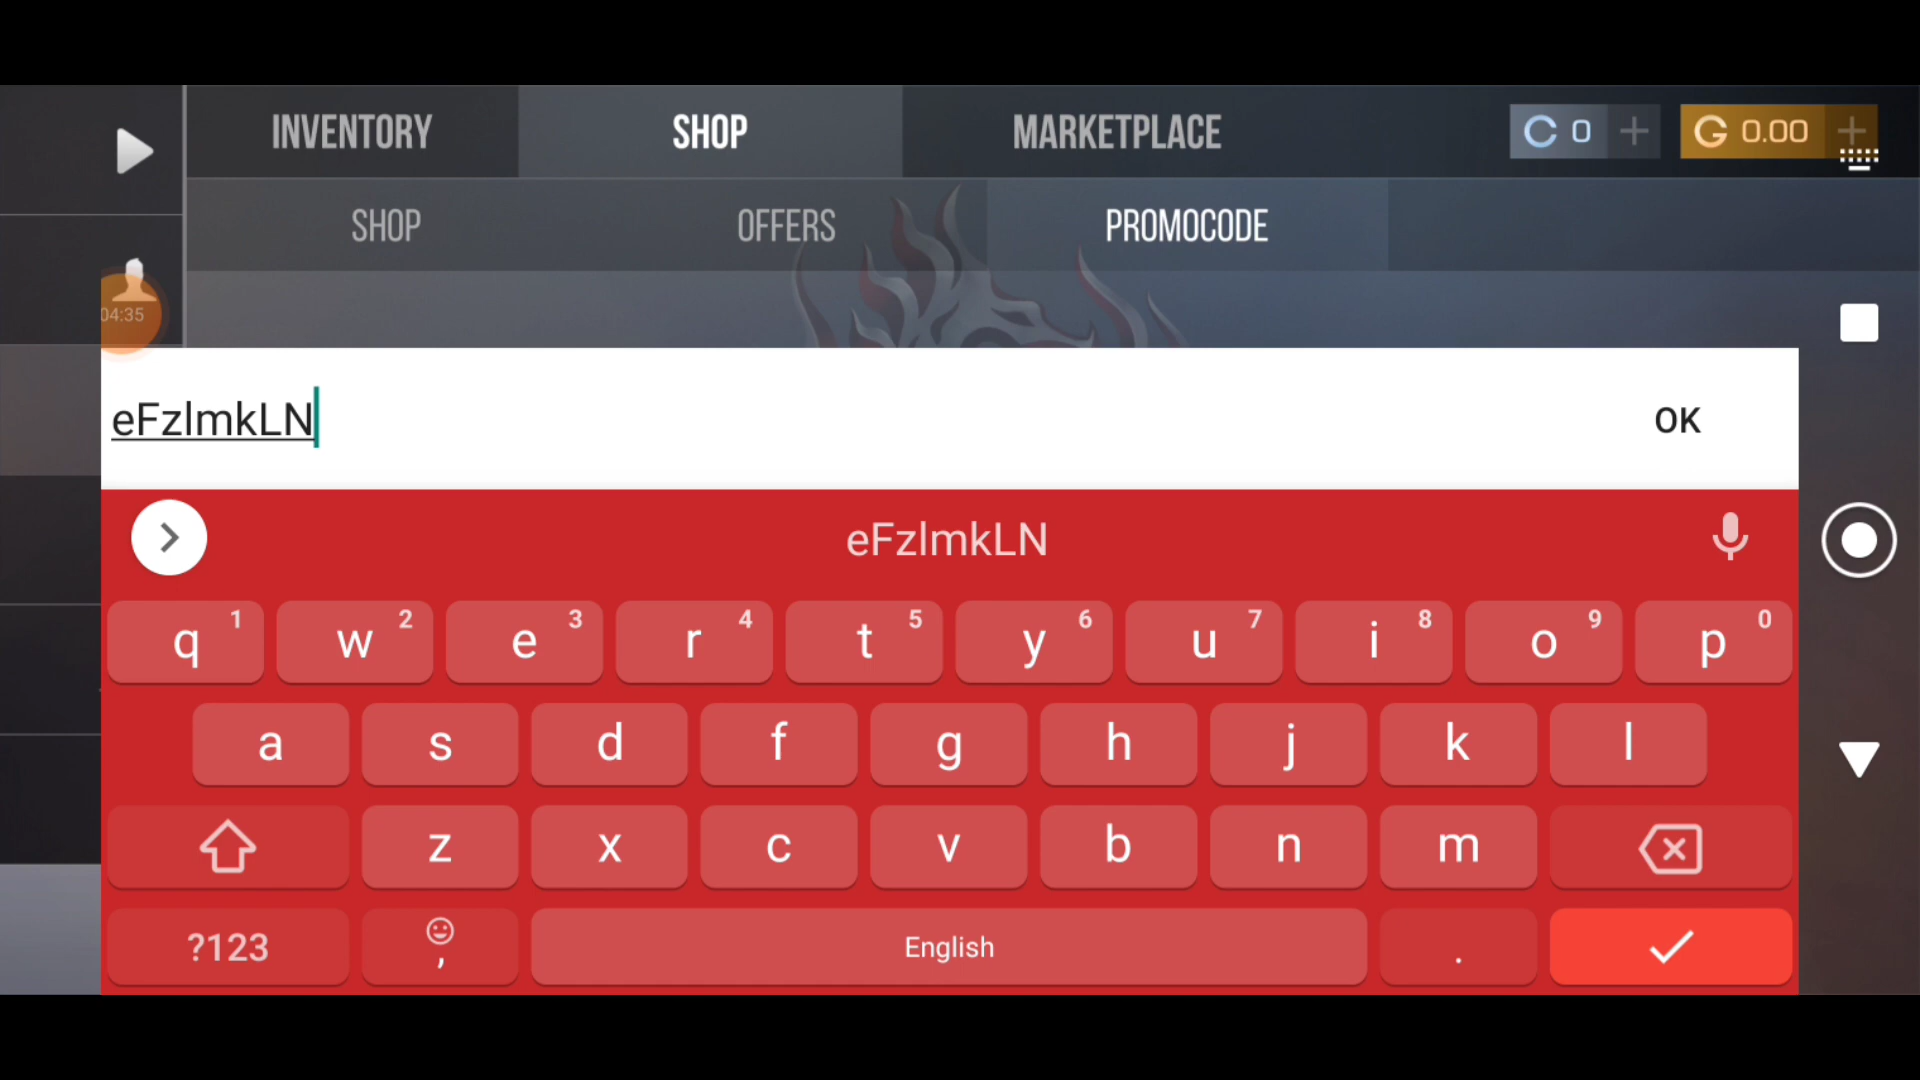 INVENTORY SHOP MARKETPLACE C 0 + G 0.00 +
SHOP OFFERS PROMOCODE
04:35
eFzlmkLN OK
eFzlmkLN
q 1 w 2 e 3 r 4 t 5 y 6 u 7 i 8 o 9 p 0
a s d f g h j k l
z x c v b n m
?123 , English .